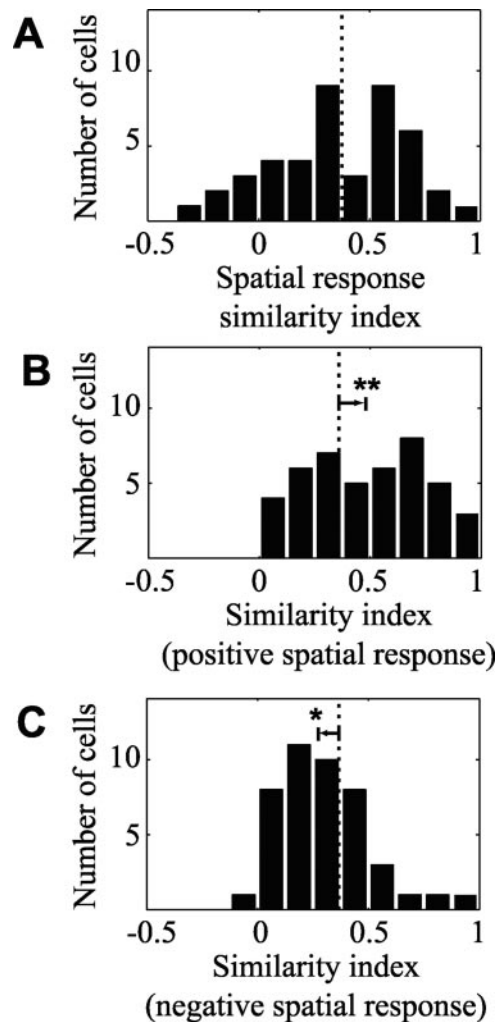 A
Number of cells
10
5
-0.5 0 0.5 1
Spatial response
similarity index
B
Number of cells
**
10
5
-0.5 0 0.5 1
Similarity index
(positive spatial response)
C
Number of cells
*
10
5
-0.5 0 0.5 1
Similarity index
(negative spatial response)